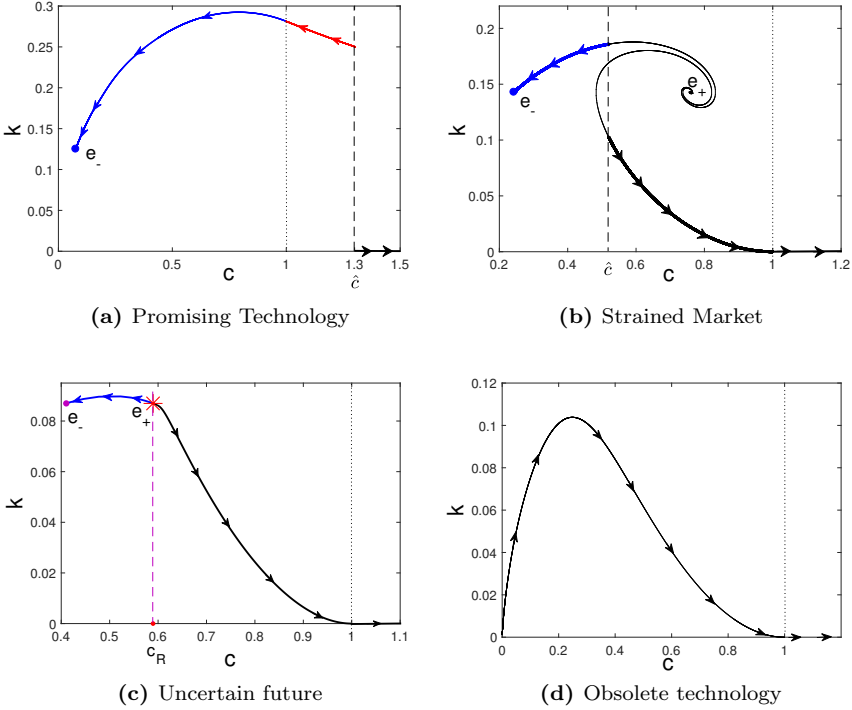 0.3
0.25
0.2
0.15
0.1
0.05
0
k
e-
0 0.5 1 1.3 1.5
c ĉ
(a) Promising Technology
0.2
0.15
0.1
0.05
0
k
e-
e+
0.2 0.4 0.6 0.8 1 1.2
ĉ c
(b) Strained Market
0.08
0.06
0.04
0.02
0
k
e-
e+
0.4 0.5 0.6 0.7 0.8 0.9 1 1.1
cR c
(c) Uncertain future
0.12
0.1
0.08
0.06
0.04
0.02
0
k
0 0.2 0.4 0.6 0.8 1
c
(d) Obsolete technology